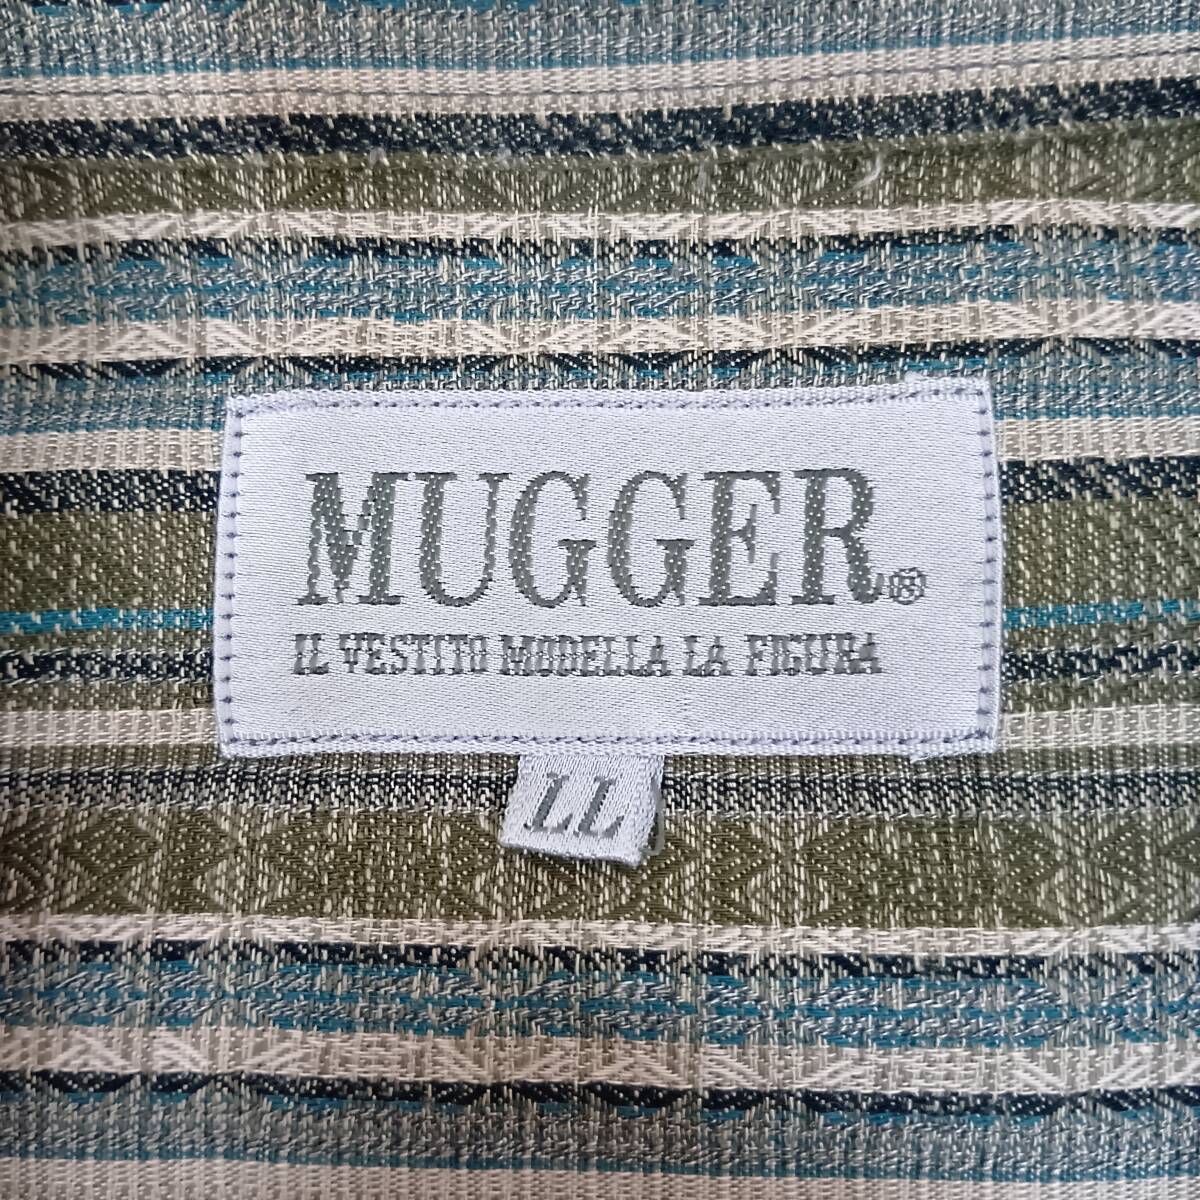 MUGGER®
IL VESTITO MODELLA LA FIGURA
LL